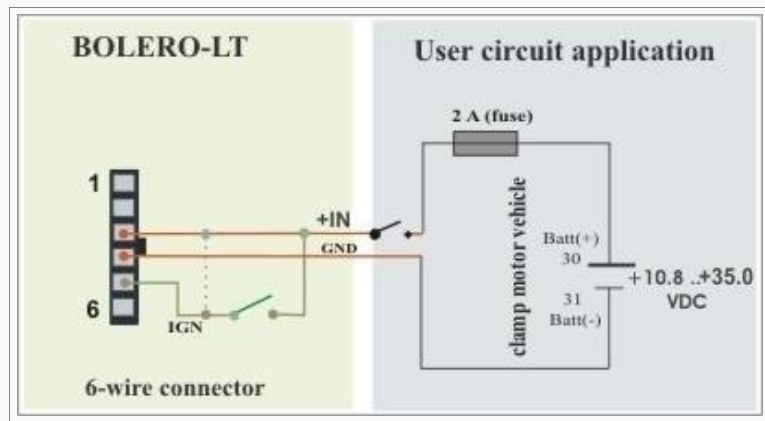 BOLERO-LT
User circuit application
2 A (fuse)
1
+IN
GND
clamp motor vehicle
Batt(+)
30
+10.8 ..+35.0
VDC
31
Batt(-)
6
IGN
6-wire connector